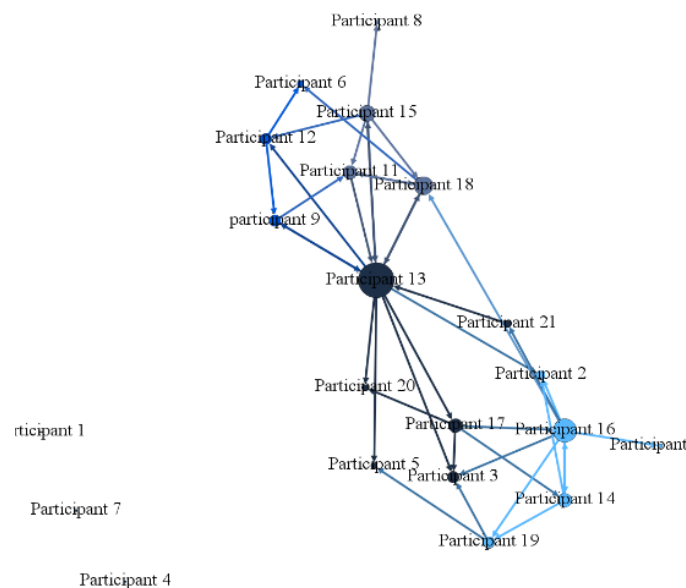 Participant 8
Participant 6
Participant 15
Participant 12
Participant 11
Participant 18
participant 9
Participant 13
Participant 21
Participant 2
Participant 20
Participant 17
Participant 16
rticipant 1
Participant
Participant 5
Participant 3
Participant 14
Participant 7
Participant 19
Participant 4